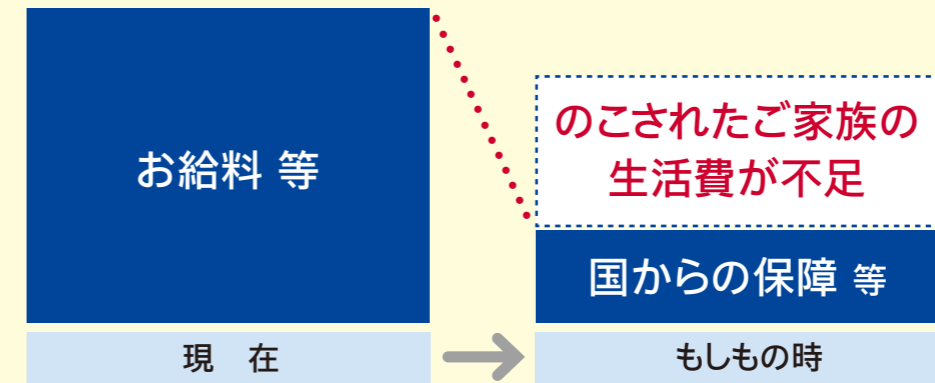 お給料 等
のこされたご家族の
生活費が不足
国からの保障 等
現　在
もしもの時